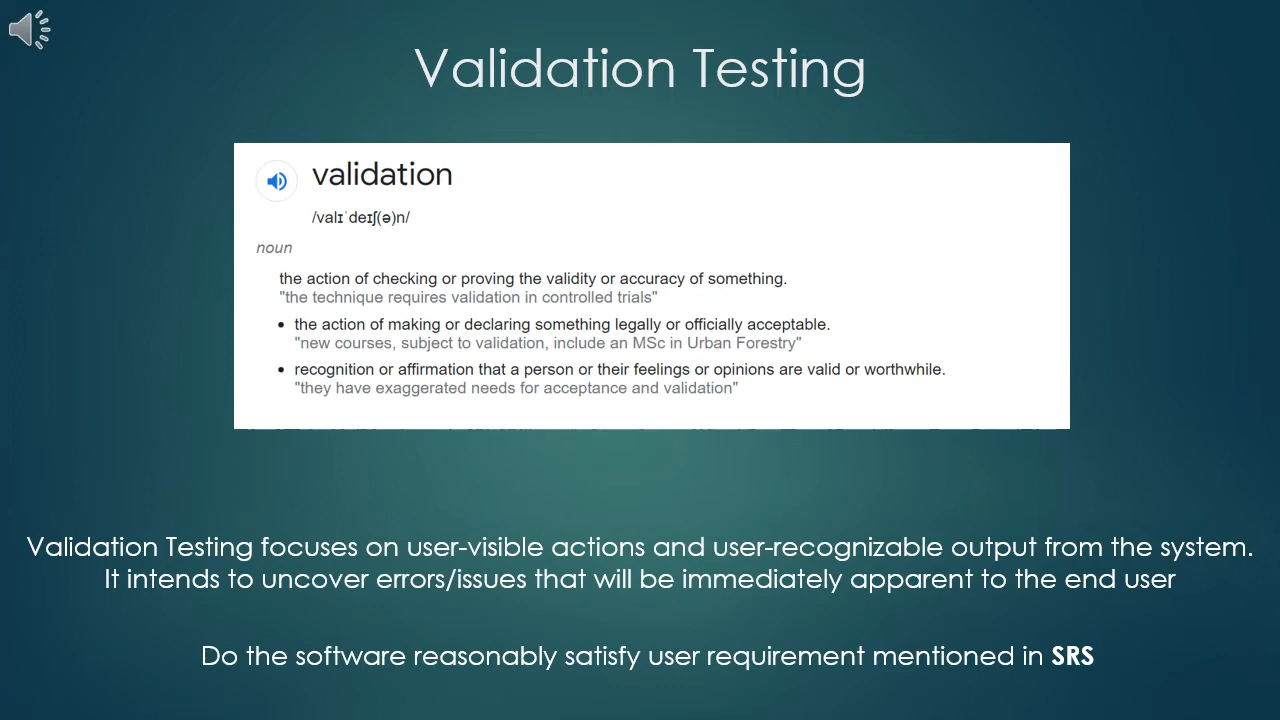 Validation Testing
validation
/valɪˈdeɪʃ(ə)n/
noun
the action of checking or proving the validity or accuracy of something.
"the technique requires validation in controlled trials"
• the action of making or declaring something legally or officially acceptable.
"new courses, subject to validation, include an MSc in Urban Forestry"
• recognition or affirmation that a person or their feelings or opinions are valid or worthwhile.
"they have exaggerated needs for acceptance and validation"
Validation Testing focuses on user-visible actions and user-recognizable output from the system.
It intends to uncover errors/issues that will be immediately apparent to the end user
Do the software reasonably satisfy user requirement mentioned in SRS